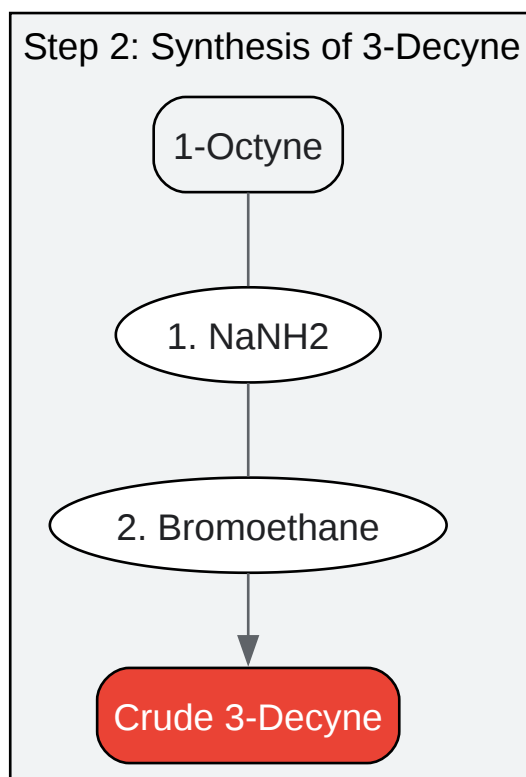 Step 2: Synthesis of 3-Decyne
1-Octyne
1. NaNH2
2. Bromoethane
Crude 3-Decyne